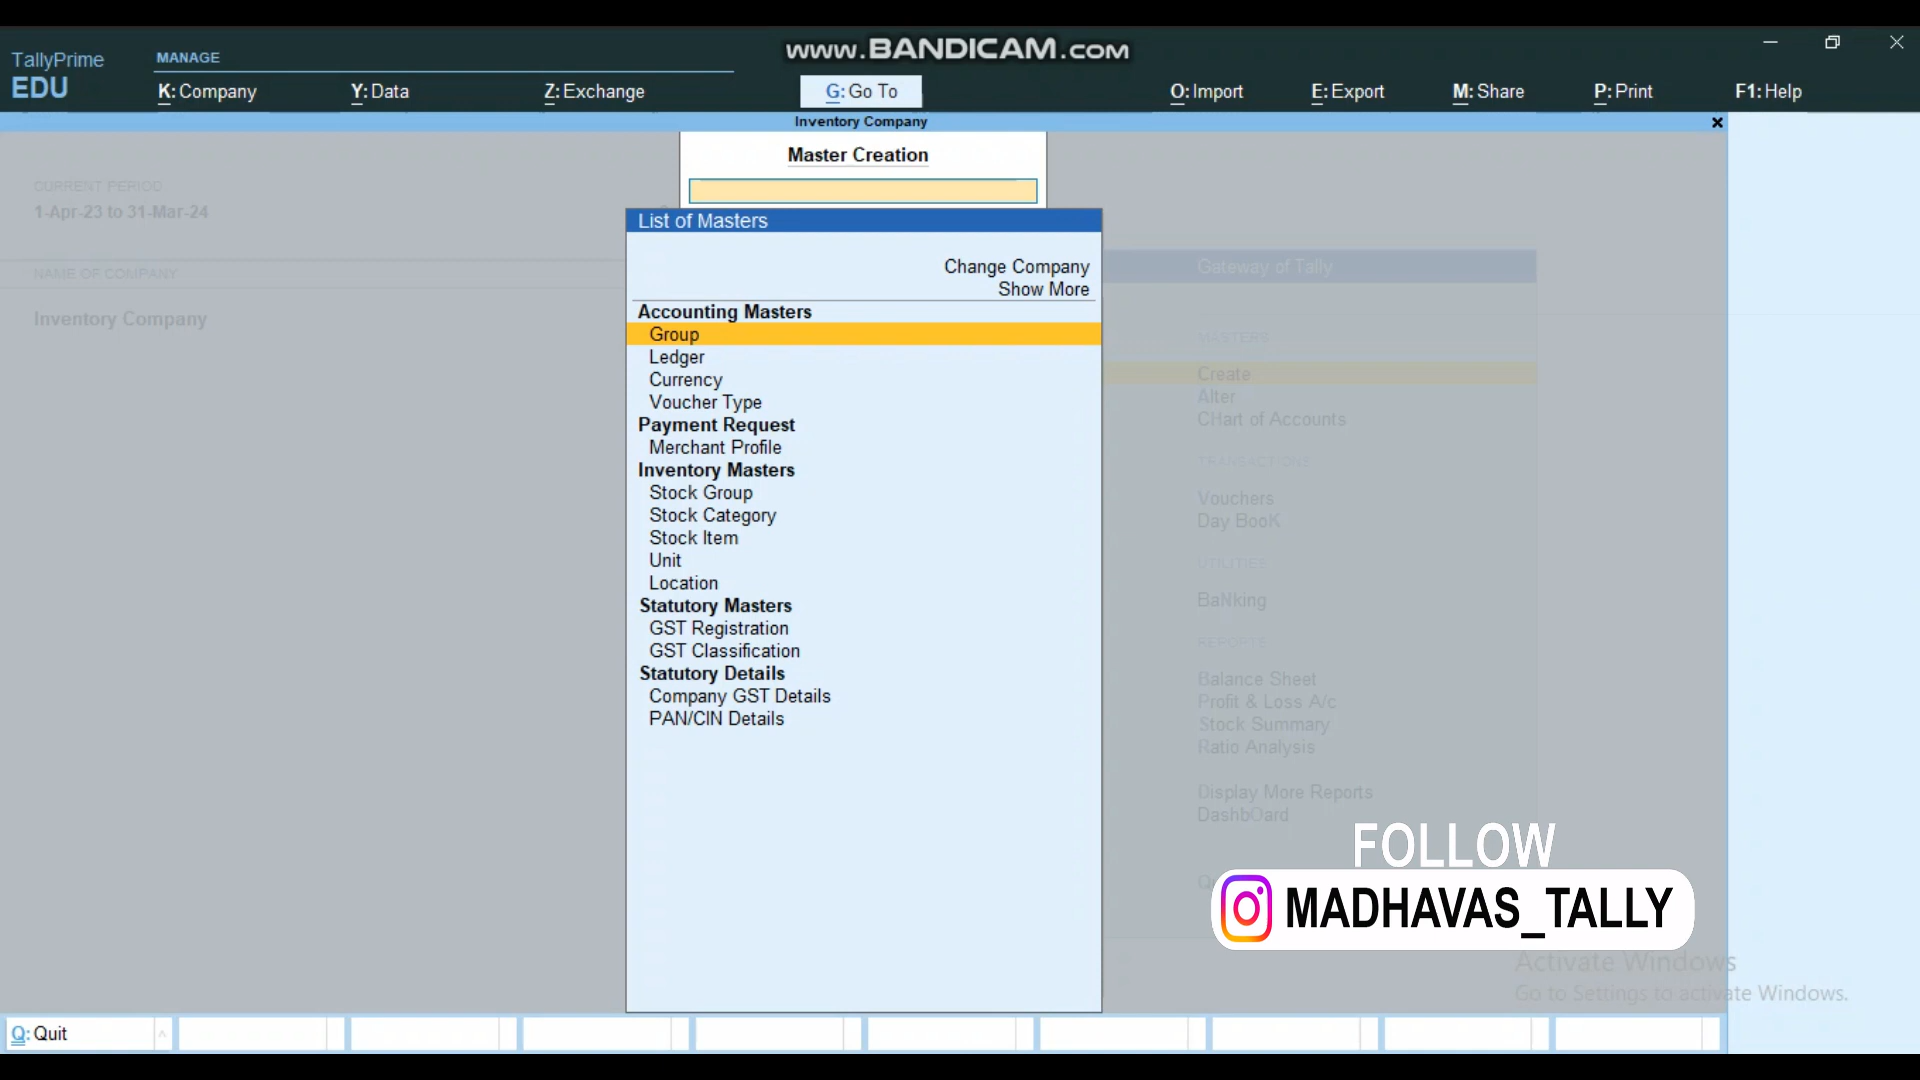 www.BANDICAM.com
TallyPrime
EDU
MANAGE
K: Company
Y: Data
Z: Exchange
G: Go To
O: Import
E: Export
M: Share
P: Print
F1: Help
Inventory Company
Master Creation
CURRENT PERIOD
1-Apr-23 to 31-Mar-24
NAME OF COMPANY
Inventory Company
List of Masters
Change Company
Show More
Accounting Masters
Group
Ledger
Currency
Voucher Type
Payment Request
Merchant Profile
Inventory Masters
Stock Group
Stock Category
Stock Item
Unit
Location
Statutory Masters
GST Registration
GST Classification
Statutory Details
Company GST Details
PAN/CIN Details
Gateway of Tally
MASTERS
Create
Alter
CHart of Accounts
TRANSACTIONS
Vouchers
Day BooK
UTILITIES
BaNking
REPORTS
Balance Sheet
Profit & Loss A/c
Stock Summary
Ratio Analysis
Display More Reports
DashbOard
FOLLOW
MADHAVAS_TALLY
Activate Windows
Go to Settings to activate Windows.
Q: Quit